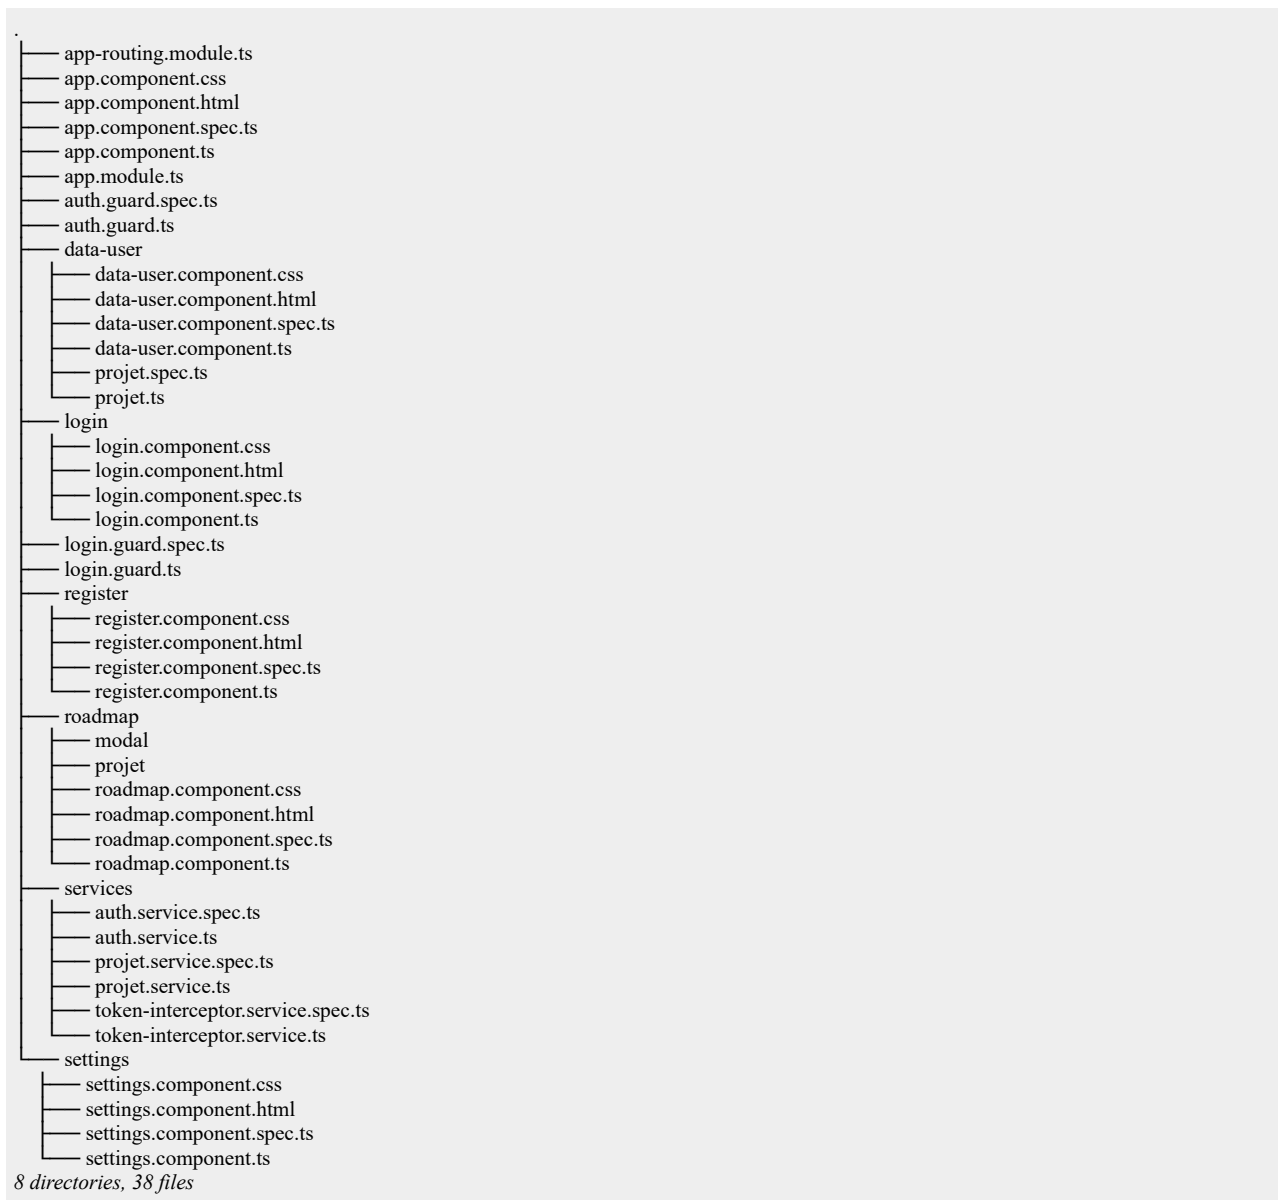 .
├── app-routing.module.ts
├── app.component.css
├── app.component.html
├── app.component.spec.ts
├── app.component.ts
├── app.module.ts
├── auth.guard.spec.ts
├── auth.guard.ts
├── data-user
│   ├── data-user.component.css
│   ├── data-user.component.html
│   ├── data-user.component.spec.ts
│   ├── data-user.component.ts
│   ├── projet.spec.ts
│   └── projet.ts
├── login
│   ├── login.component.css
│   ├── login.component.html
│   ├── login.component.spec.ts
│   └── login.component.ts
├── login.guard.spec.ts
├── login.guard.ts
├── register
│   ├── register.component.css
│   ├── register.component.html
│   ├── register.component.spec.ts
│   └── register.component.ts
├── roadmap
│   ├── modal
│   ├── projet
│   ├── roadmap.component.css
│   ├── roadmap.component.html
│   ├── roadmap.component.spec.ts
│   └── roadmap.component.ts
├── services
│   ├── auth.service.spec.ts
│   ├── auth.service.ts
│   ├── projet.service.spec.ts
│   ├── projet.service.ts
│   ├── token-interceptor.service.spec.ts
│   └── token-interceptor.service.ts
└── settings
    ├── settings.component.css
    ├── settings.component.html
    ├── settings.component.spec.ts
    └── settings.component.ts
8 directories, 38 files